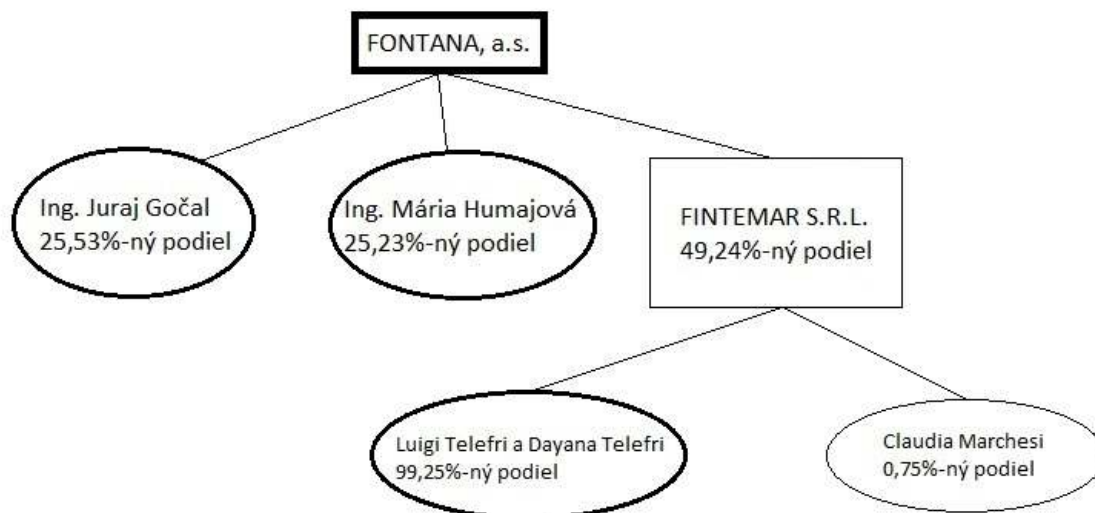 FONTANA, a.s.
Ing. Juraj Gočal
25,53%-ný podiel
Ing. Mária Humajová
25,23%-ný podiel
FINTEMAR S.R.L.
49,24%-ný podiel
Luigi Telefri a Dayana Telefri
99,25%-ný podiel
Claudia Marchesi
0,75%-ný podiel